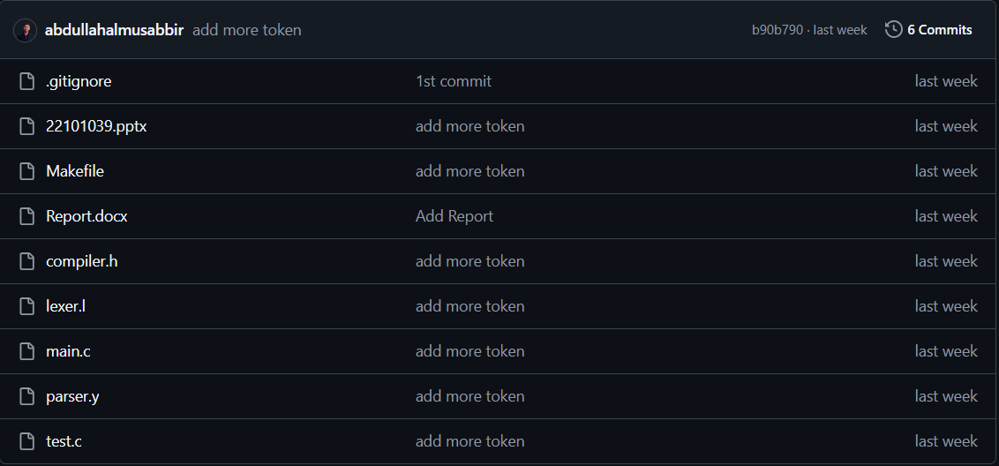 abdullahalmusabbir add more token b90b790 · last week 6 Commits
.gitignore 1st commit last week
22101039.pptx add more token last week
Makefile add more token last week
Report.docx Add Report last week
compiler.h add more token last week
lexer.l add more token last week
main.c add more token last week
parser.y add more token last week
test.c add more token last week